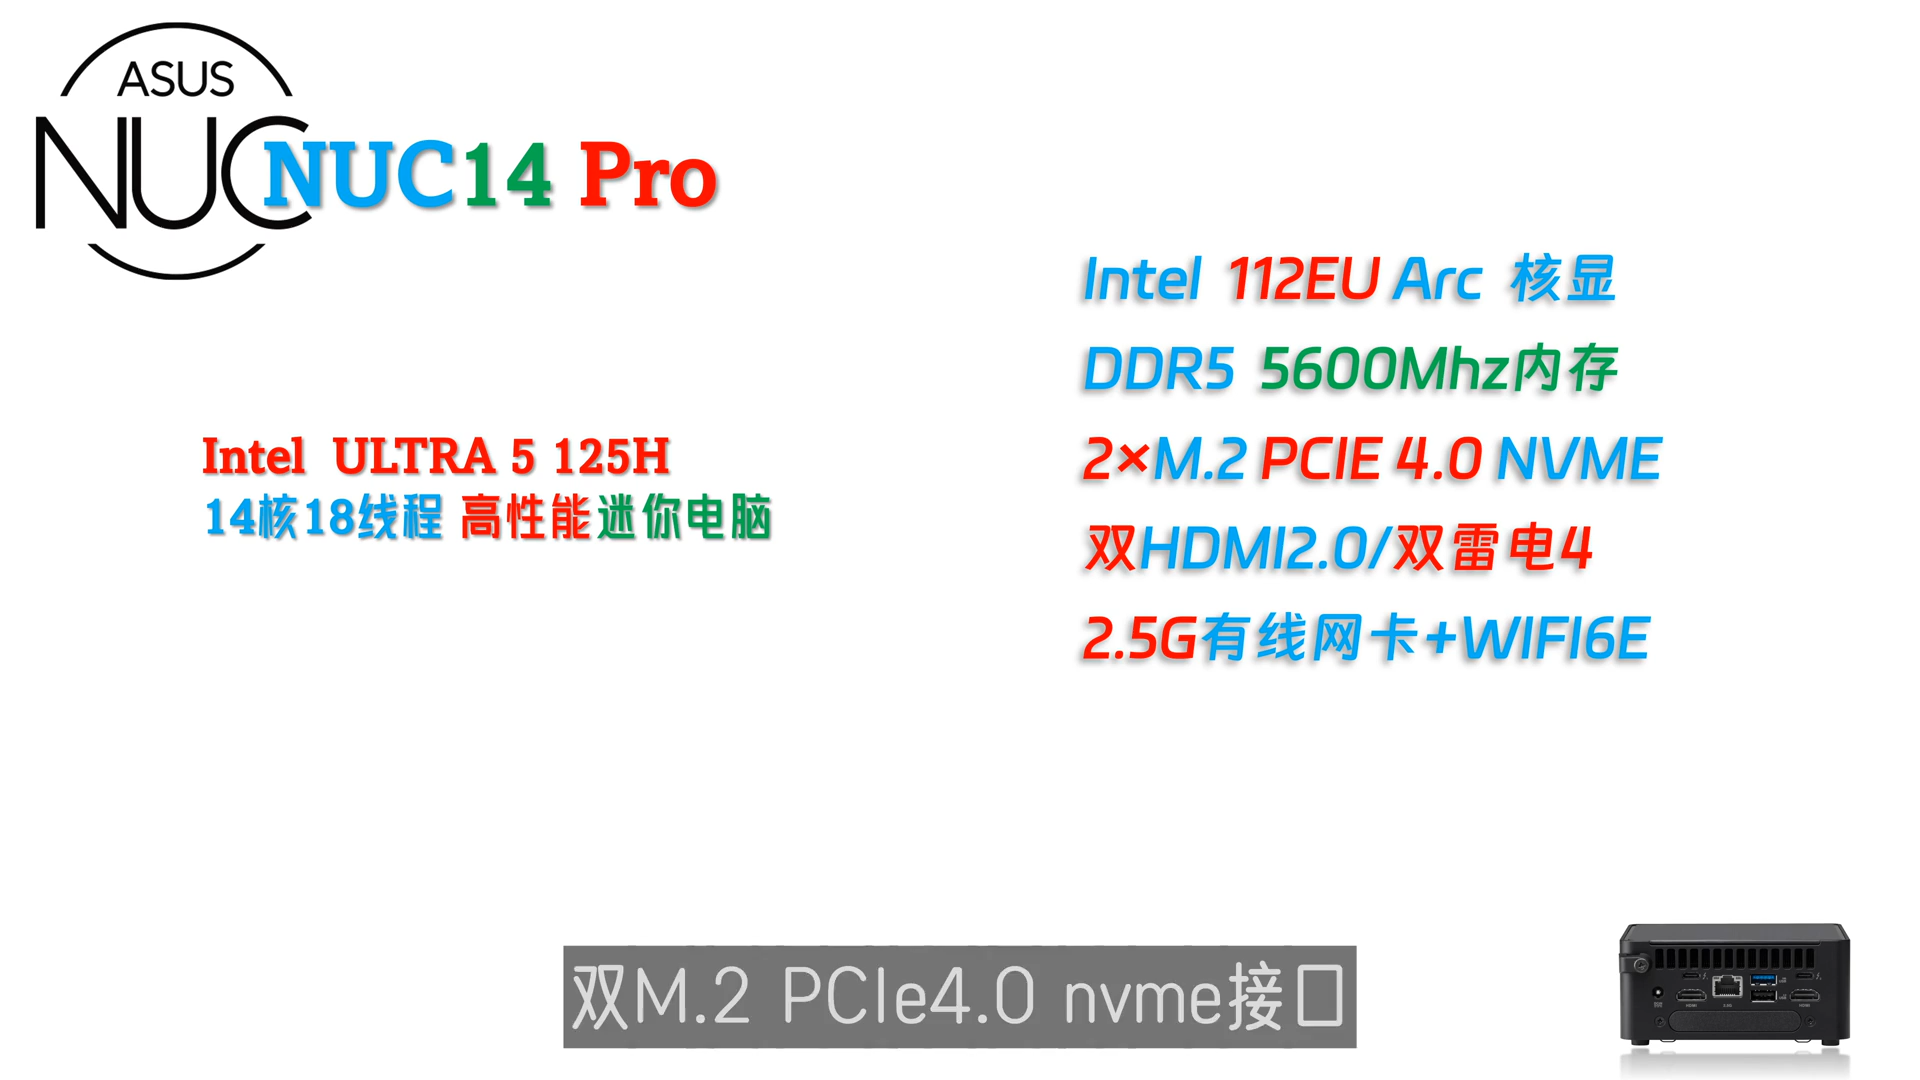 ASUS
NUC
NUC14 Pro
Intel ULTRA 5 125H
14核18线程 高性能迷你电脑
Intel 112EU Arc 核显
DDR5 5600Mhz内存
2×M.2 PCIE 4.0 NVME
双HDMI2.0/双雷电4
2.5G有线网卡+WIFI6E
双M.2 PCIe4.0 nvme接口